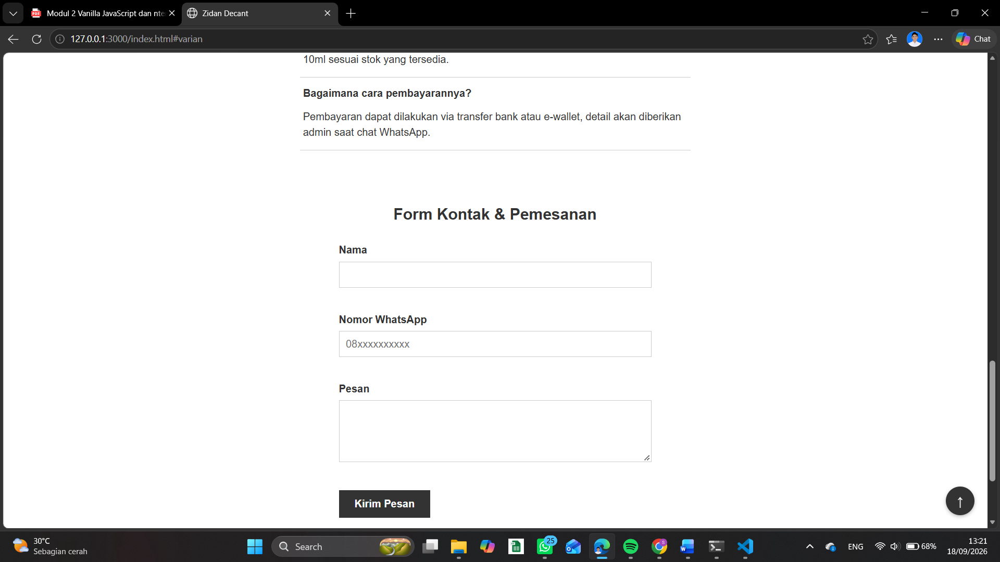 Modul 2 Vanilla JavaScript dan nte
Zidan Decant
127.0.0.1:3000/index.html#varian
Chat
10ml sesuai stok yang tersedia.
Bagaimana cara pembayarannya?
Pembayaran dapat dilakukan via transfer bank atau e-wallet, detail akan diberikan
admin saat chat WhatsApp.
Form Kontak & Pemesanan
Nama
Nomor WhatsApp
08xxxxxxxxxx
Pesan
Kirim Pesan
↑
30°C
Sebagian cerah
Search
25
ENG
68%
13:21
18/09/2026